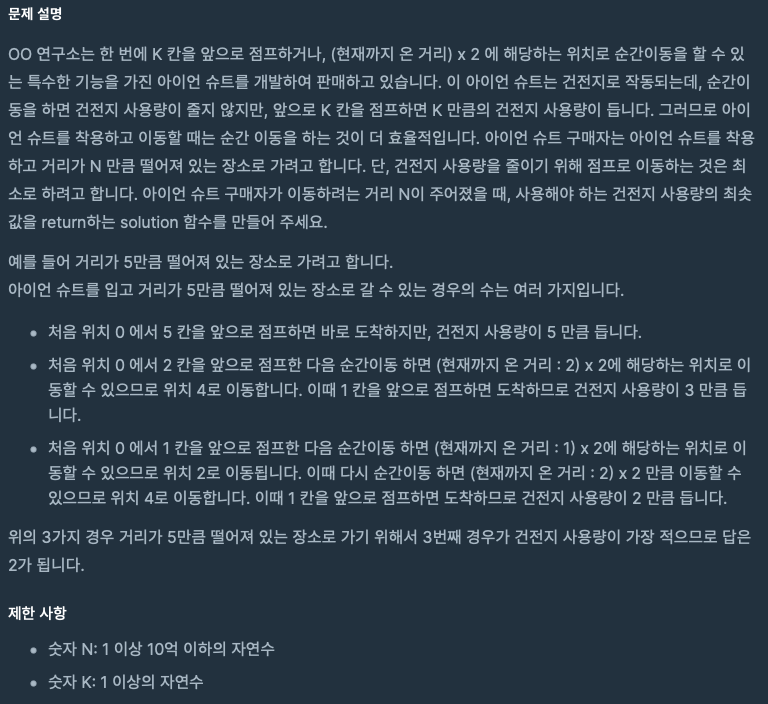 문제 설명
OO 연구소는 한 번에 K 칸을 앞으로 점프하거나, (현재까지 온 거리) x 2 에 해당하는 위치로 순간이동을 할 수 있
는 특수한 기능을 가진 아이언 슈트를 개발하여 판매하고 있습니다. 이 아이언 슈트는 건전지로 작동되는데, 순간이
동을 하면 건전지 사용량이 줄지 않지만, 앞으로 K 칸을 점프하면 K 만큼의 건전지 사용량이 듭니다. 그러므로 아이
언 슈트를 착용하고 이동할 때는 순간 이동을 하는 것이 더 효율적입니다. 아이언 슈트 구매자는 아이언 슈트를 착용
하고 거리가 N 만큼 떨어져 있는 장소로 가려고 합니다. 단, 건전지 사용량을 줄이기 위해 점프로 이동하는 것은 최
소로 하려고 합니다. 아이언 슈트 구매자가 이동하려는 거리 N이 주어졌을 때, 사용해야 하는 건전지 사용량의 최솟
값을 return하는 solution 함수를 만들어 주세요.
예를 들어 거리가 5만큼 떨어져 있는 장소로 가려고 합니다.
아이언 슈트를 입고 거리가 5만큼 떨어져 있는 장소로 갈 수 있는 경우의 수는 여러 가지입니다.
• 처음 위치 0 에서 5 칸을 앞으로 점프하면 바로 도착하지만, 건전지 사용량이 5 만큼 듭니다.
• 처음 위치 0 에서 2 칸을 앞으로 점프한 다음 순간이동 하면 (현재까지 온 거리 : 2) x 2에 해당하는 위치로 이
동할 수 있으므로 위치 4로 이동합니다. 이때 1 칸을 앞으로 점프하면 도착하므로 건전지 사용량이 3 만큼 듭
니다.
• 처음 위치 0 에서 1 칸을 앞으로 점프한 다음 순간이동 하면 (현재까지 온 거리 : 1) x 2에 해당하는 위치로 이
동할 수 있으므로 위치 2로 이동됩니다. 이때 다시 순간이동 하면 (현재까지 온 거리 : 2) x 2 만큼 이동할 수
있으므로 위치 4로 이동합니다. 이때 1 칸을 앞으로 점프하면 도착하므로 건전지 사용량이 2 만큼 듭니다.
위의 3가지 경우 거리가 5만큼 떨어져 있는 장소로 가기 위해서 3번째 경우가 건전지 사용량이 가장 적으므로 답은
2가 됩니다.
제한 사항
• 숫자 N: 1 이상 10억 이하의 자연수
• 숫자 K: 1 이상의 자연수